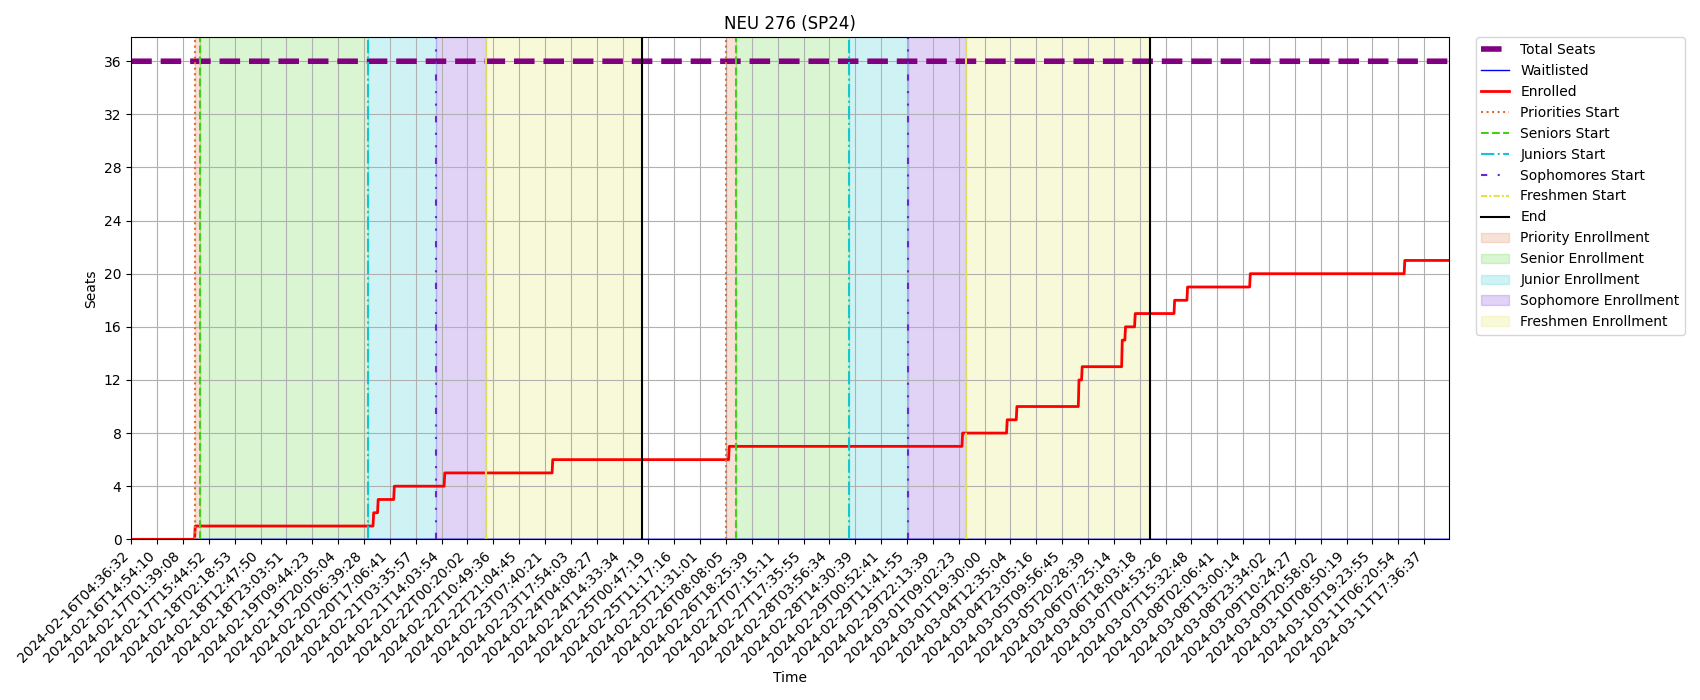 NEU 276 (SP24)
36
32
28
24
20
16
12
8
4
0
Seats
2024-02-16T04:36:32
2024-02-16T14:54:10
2024-02-17T01:39:08
2024-02-17T15:44:52
2024-02-18T02:18:53
2024-02-18T12:47:50
2024-02-18T23:03:51
2024-02-19T09:44:23
2024-02-19T20:05:04
2024-02-20T06:39:28
2024-02-20T17:06:41
2024-02-21T03:35:57
2024-02-21T14:03:54
2024-02-22T00:20:02
2024-02-22T10:49:36
2024-02-22T21:04:45
2024-02-23T07:40:21
2024-02-23T17:54:03
2024-02-24T04:08:27
2024-02-24T14:33:34
2024-02-25T00:47:19
2024-02-25T11:17:16
2024-02-25T21:31:01
2024-02-26T08:08:05
2024-02-26T18:25:39
2024-02-27T07:15:11
2024-02-27T17:35:55
2024-02-28T03:56:34
2024-02-28T14:30:39
2024-02-29T00:52:41
2024-02-29T11:41:55
2024-02-29T22:13:39
2024-03-01T09:02:23
2024-03-01T19:30:00
2024-03-04T12:35:04
2024-03-04T23:05:16
2024-03-05T09:56:45
2024-03-05T20:28:39
2024-03-06T07:25:14
2024-03-06T18:03:18
2024-03-07T04:53:26
2024-03-07T15:32:48
2024-03-08T02:06:41
2024-03-08T13:00:14
2024-03-08T23:34:02
2024-03-09T10:24:27
2024-03-09T20:58:02
2024-03-10T08:50:19
2024-03-10T19:23:55
2024-03-11T06:20:54
2024-03-11T17:36:37
Time
Total Seats
Waitlisted
Enrolled
Priorities Start
Seniors Start
Juniors Start
Sophomores Start
Freshmen Start
End
Priority Enrollment
Senior Enrollment
Junior Enrollment
Sophomore Enrollment
Freshmen Enrollment